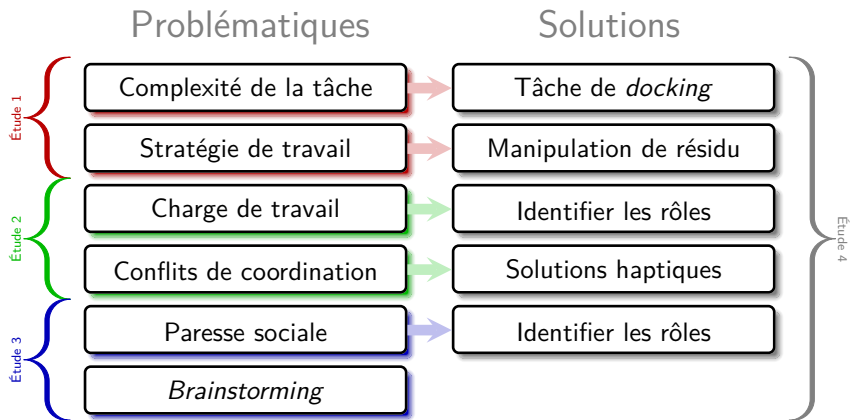 Problématiques
Solutions
Étude 1
Complexité de la tâche
Tâche de docking
Stratégie de travail
Manipulation de résidu
Étude 2
Charge de travail
Identifier les rôles
Conflits de coordination
Solutions haptiques
Étude 3
Paresse sociale
Identifier les rôles
Brainstorming
Étude 4